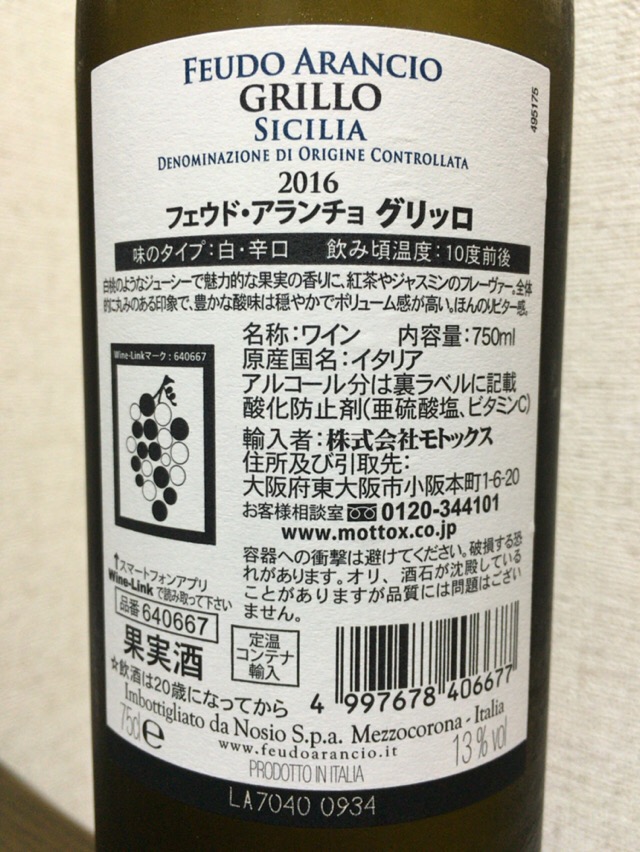 FEUDO ARANCIO
GRILLO
SICILIA
DENOMINAZIONE DI ORIGINE CONTROLLATA
2016
495175
フェウド・アランチョ グリッロ
味のタイプ:白・辛口 飲み頃温度:10度前後
白桃のようなジューシーで魅力的な果実の香りに、紅茶やジャスミンのフレーヴァー。全体
的に丸みのある印象で、豊かな酸味は穏やかでボリューム感が高い。ほんのりビター感。
名称:ワイン 内容量:750ml
原産国名:イタリア
アルコール分は裏ラベルに記載
酸化防止剤(亜硫酸塩、ビタミンC)
輸入者:株式会社モトックス
住所及び引取先:
大阪府東大阪市小阪本町1-6-20
お客様相談室 0120-344101
www.mottox.co.jp
容器への衝撃は避けてください。破損する恐
れがあります。オリ、酒石が沈殿している
ことがありますが品質には問題はござい
ません。
Wine-Linkマーク:640667
↑スマートフォンアプリ
Wine-Link で読み取って下さい
品番 640667
果実酒
定温
コンテナ
輸入
☆飲酒は20歳になってから
4 997678 406677
Imbottigliato da Nosio S.p.a. Mezzocorona - Italia
75cl e
www.feudoarancio.it
13% vol
PRODOTTO IN ITALIA
LA7040 0934